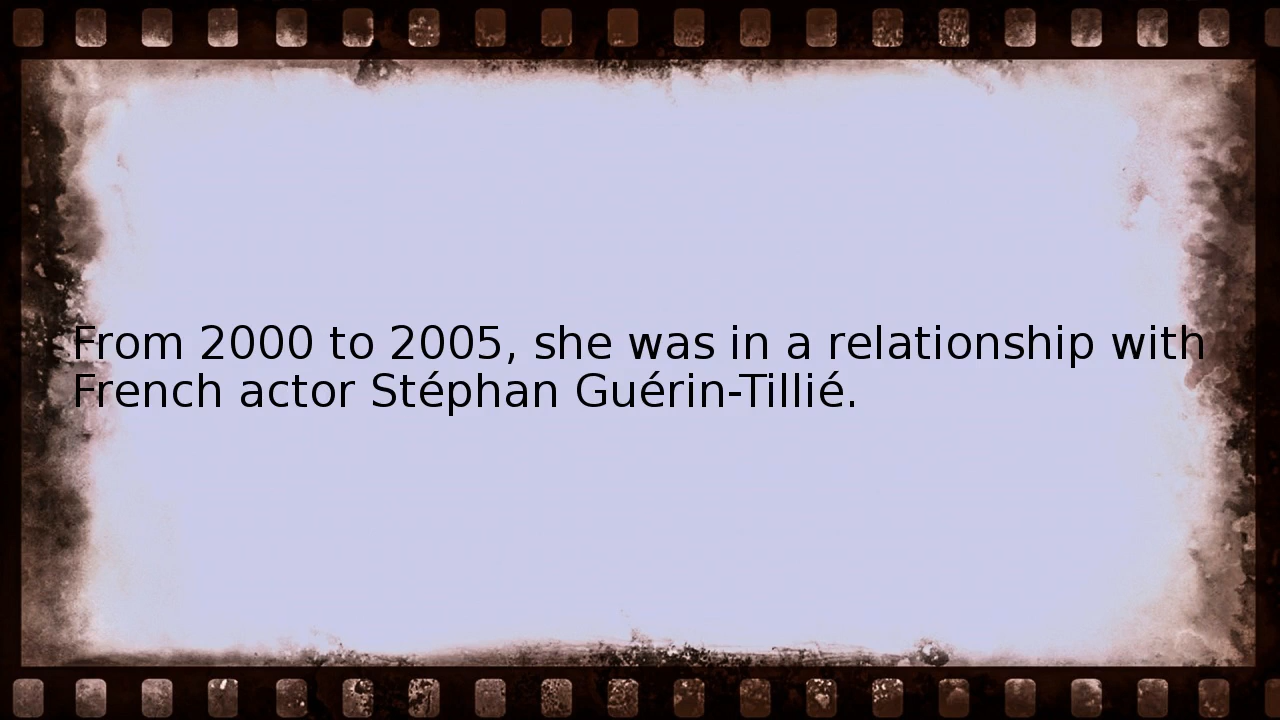 From 2000 to 2005, she was in a relationship with
French actor Stéphan Guérin-Tillié.